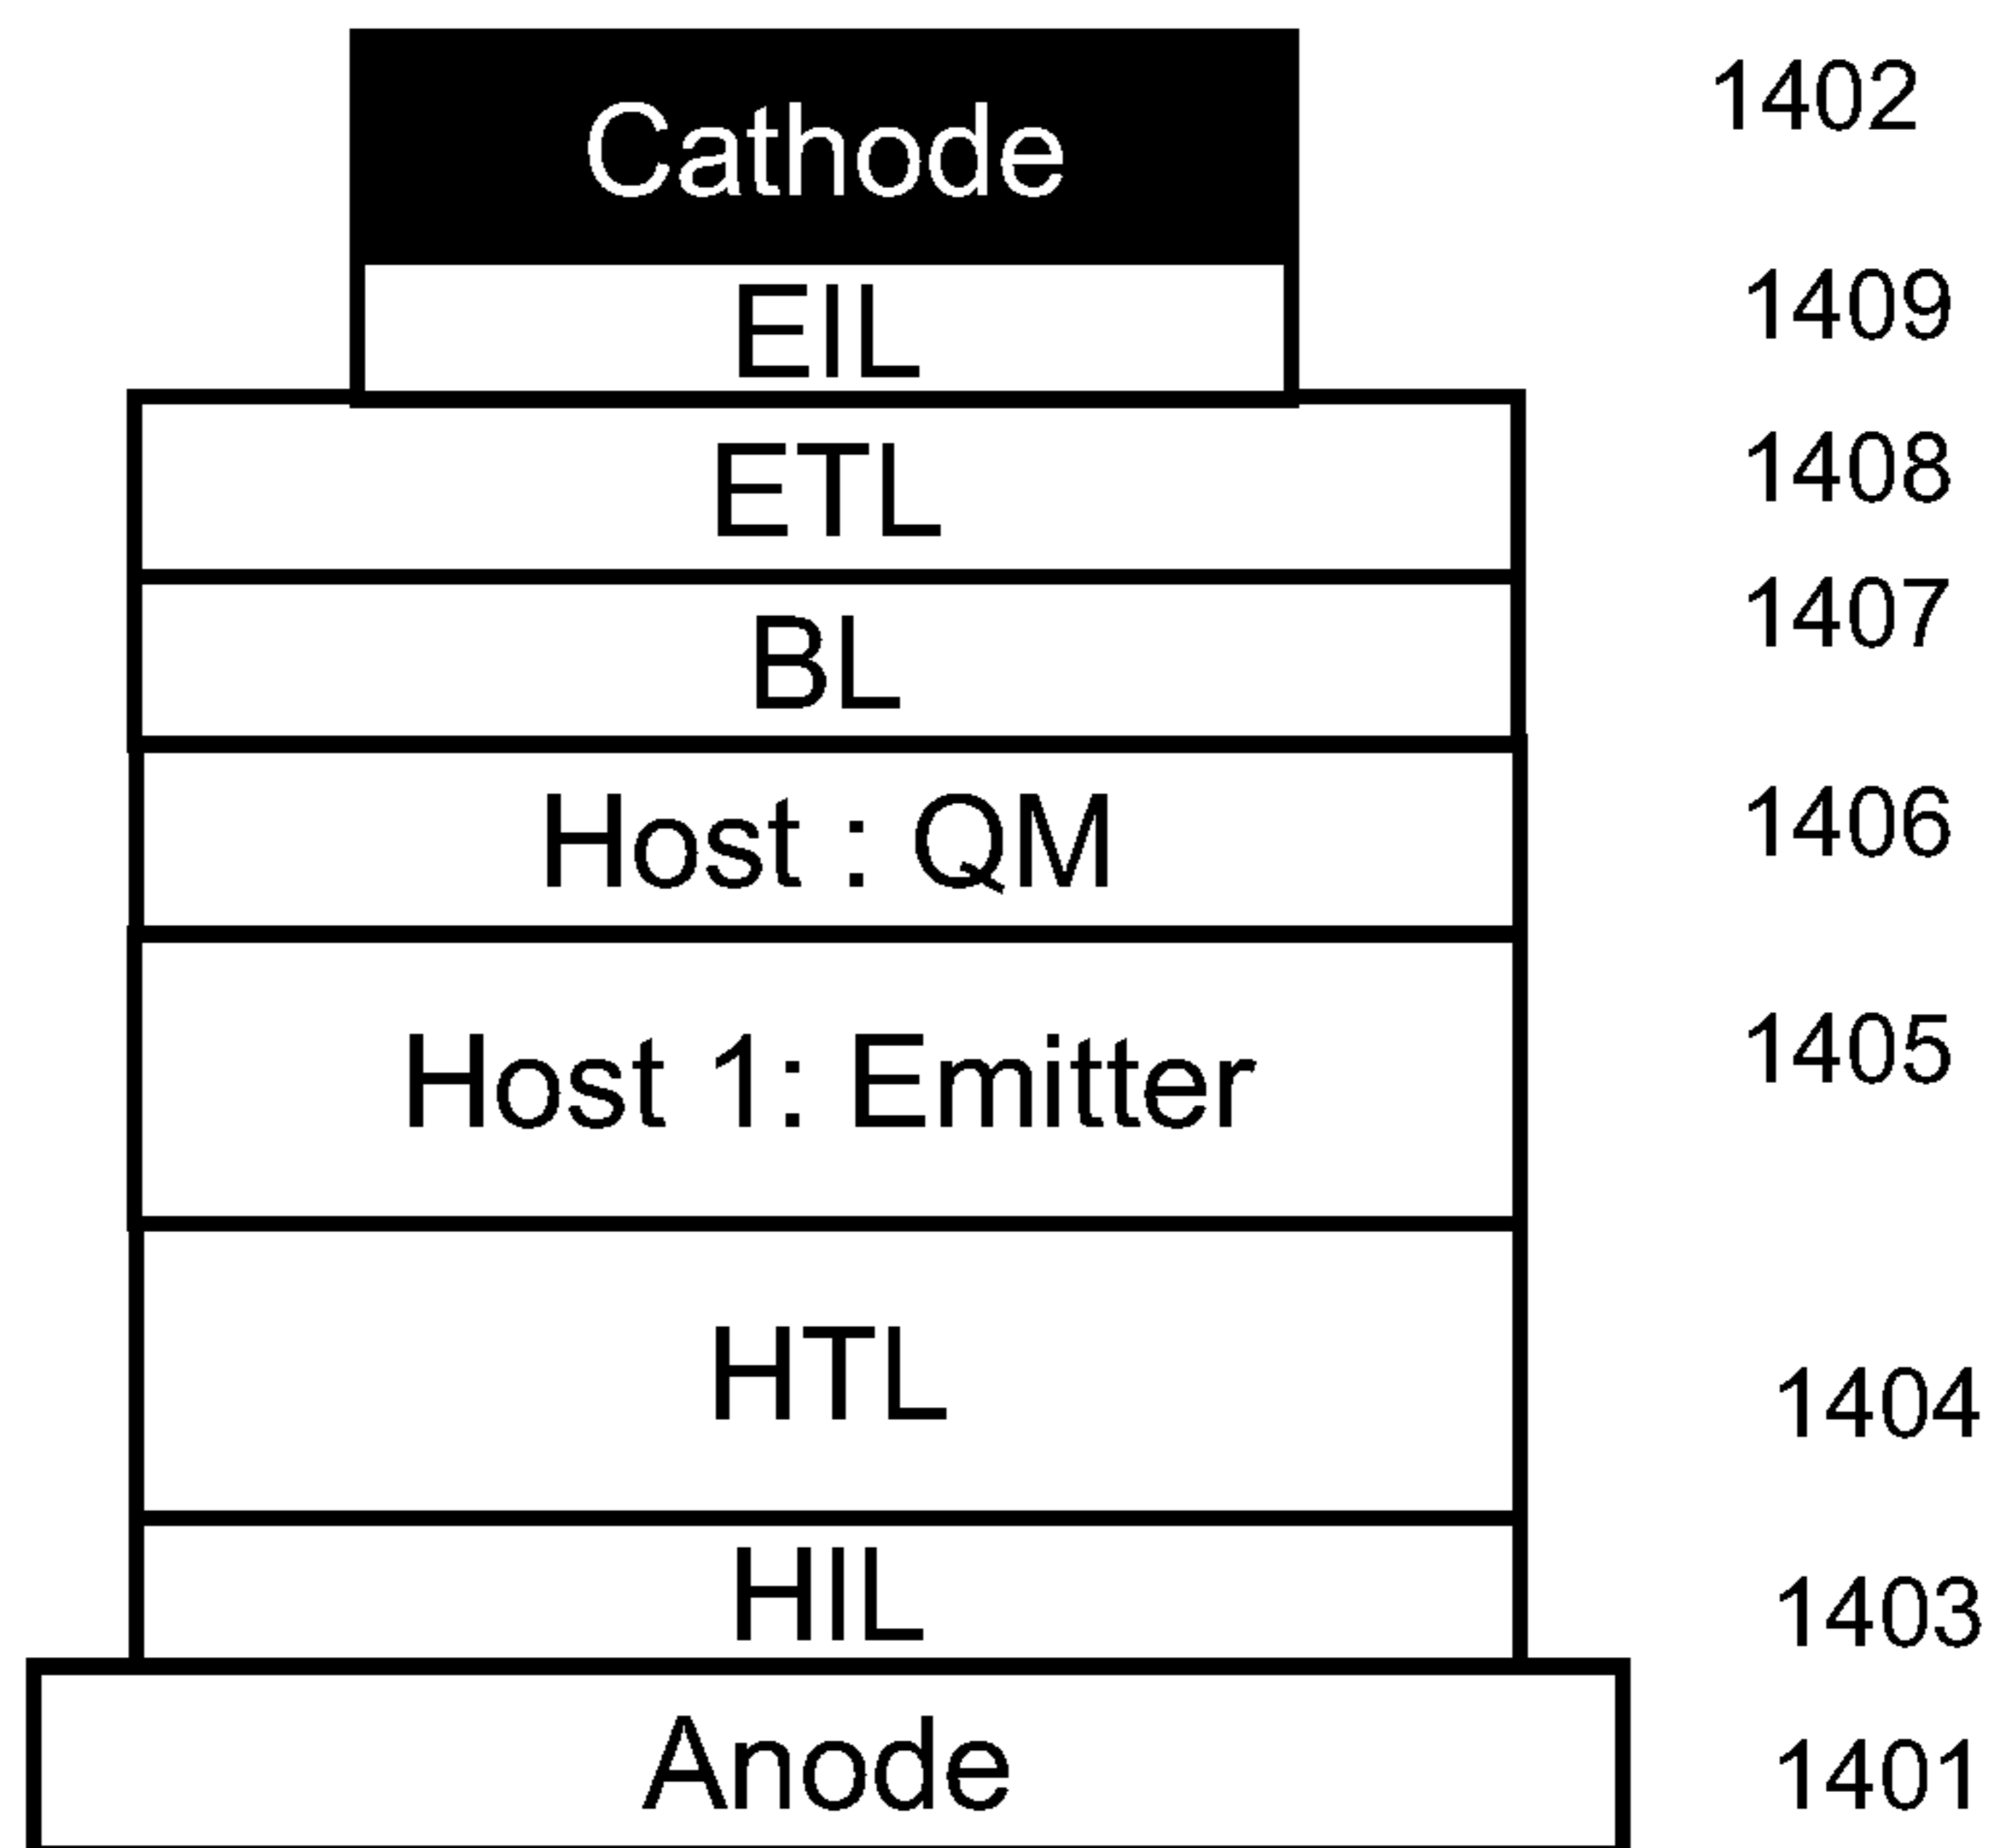 Cathode 1402
EIL 1409
ETL 1408
BL 1407
Host : QM 1406
Host 1: Emitter 1405
HTL 1404
HIL 1403
Anode 1401